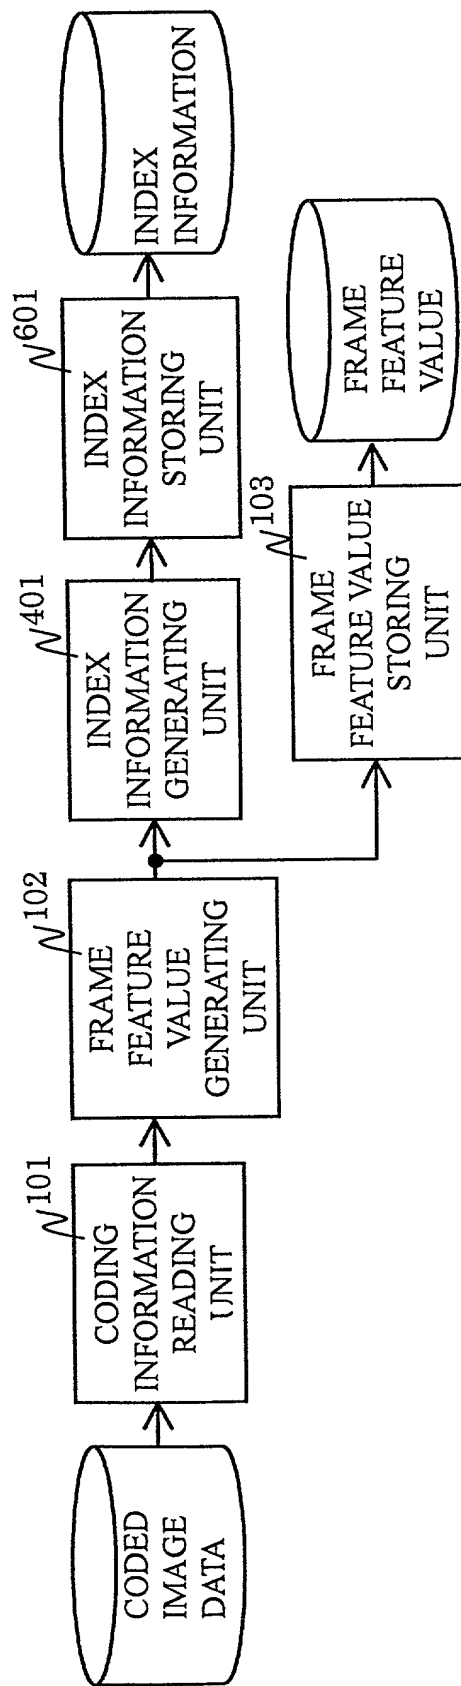 CODED
IMAGE
DATA
101
CODING
INFORMATION
READING
UNIT
102
FRAME
FEATURE
VALUE
GENERATING
UNIT
401
INDEX
INFORMATION
GENERATING
UNIT
601
INDEX
INFORMATION
STORING
UNIT
INDEX
INFORMATION
103
FRAME
FEATURE VALUE
STORING
UNIT
FRAME
FEATURE
VALUE